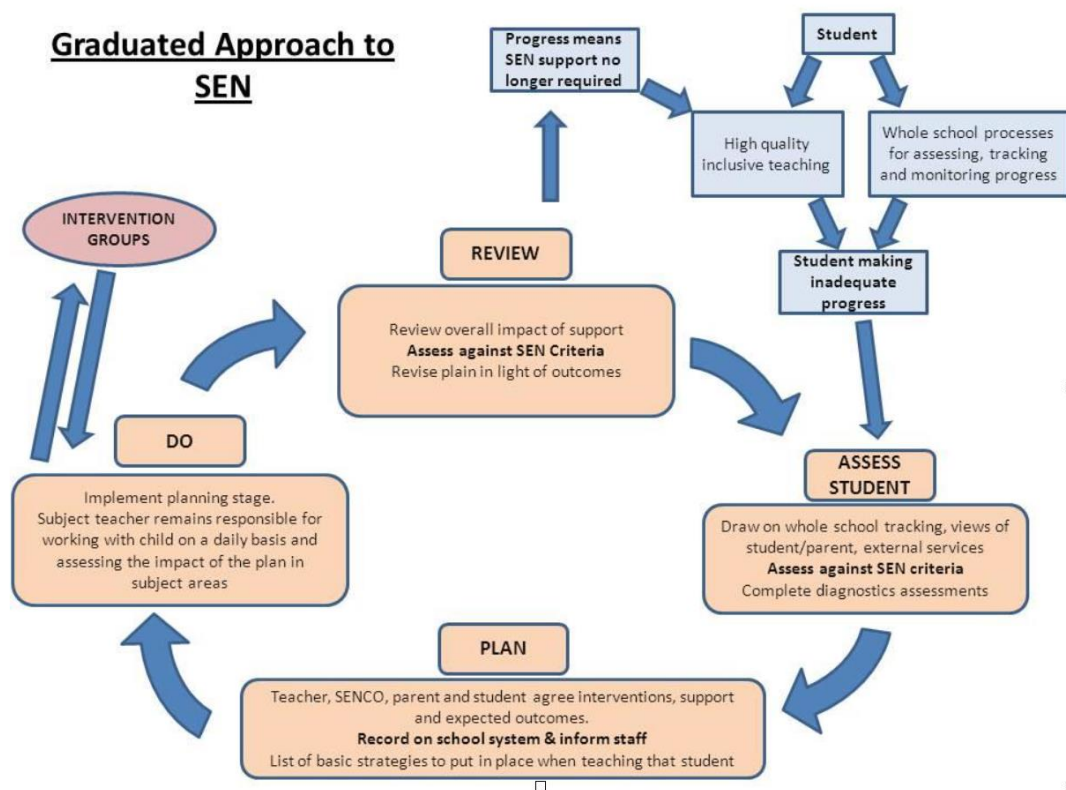 Graduated Approach to
SEN
Progress means
SEN support no
longer required
Student
High quality
inclusive teaching
Whole school processes
for assessing, tracking
and monitoring progress
Student making
inadequate
progress
INTERVENTION
GROUPS
REVIEW
Review overall impact of support
Assess against SEN Criteria
Revise plain in light of outcomes
DO
Implement planning stage.
Subject teacher remains responsible for
working with child on a daily basis and
assessing the impact of the plan in
subject areas
ASSESS
STUDENT
Draw on whole school tracking, views of
student/parent, external services
Assess against SEN criteria
Complete diagnostics assessments
PLAN
Teacher, SENCO, parent and student agree interventions, support
and expected outcomes.
Record on school system & inform staff
List of basic strategies to put in place when teaching that student